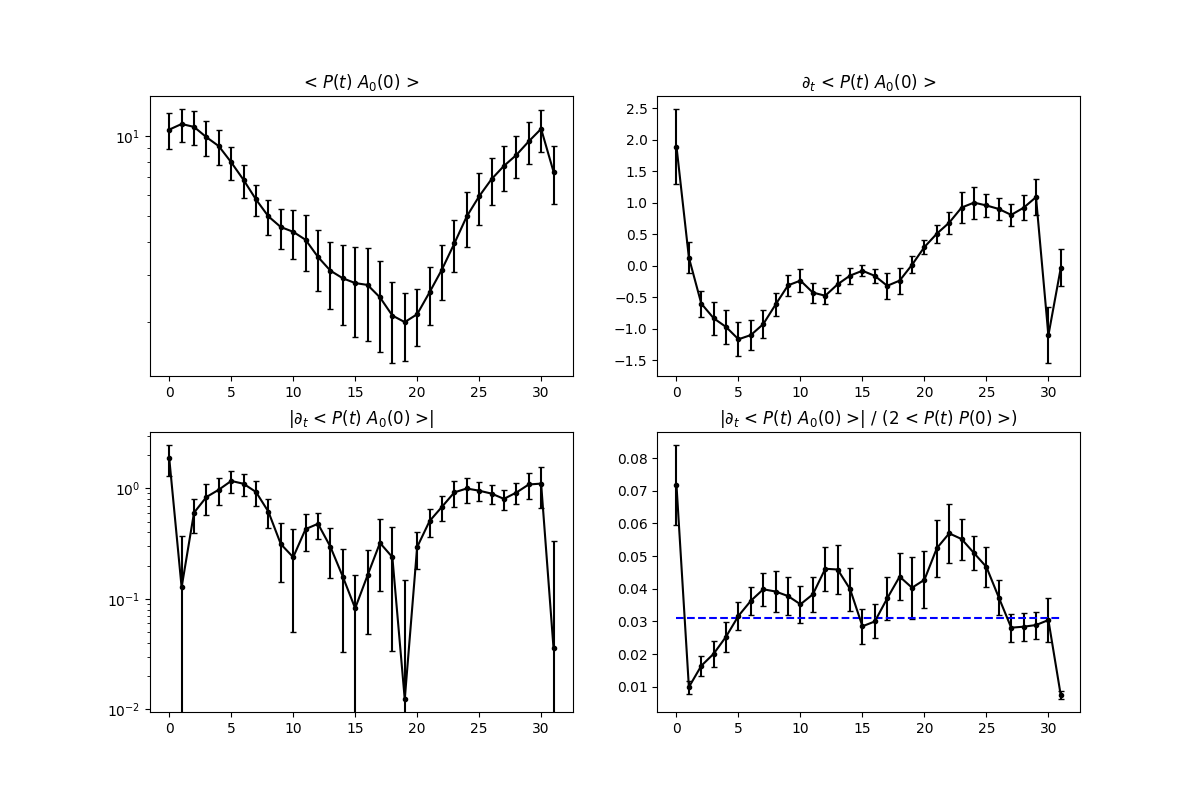 < P(t) A₀(0) >
10¹
0 5 10 15 20 25 30
∂ₜ < P(t) A₀(0) >
2.5
2.0
1.5
1.0
0.5
0.0
−0.5
−1.0
−1.5
0 5 10 15 20 25 30
|∂ₜ < P(t) A₀(0) >|
10⁰
10⁻¹
10⁻²
0 5 10 15 20 25 30
|∂ₜ < P(t) A₀(0) >| / (2 < P(t) P(0) >)
0.08
0.07
0.06
0.05
0.04
0.03
0.02
0.01
0 5 10 15 20 25 30